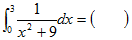 ∫₀³ 1/(x²+9) dx = (  )